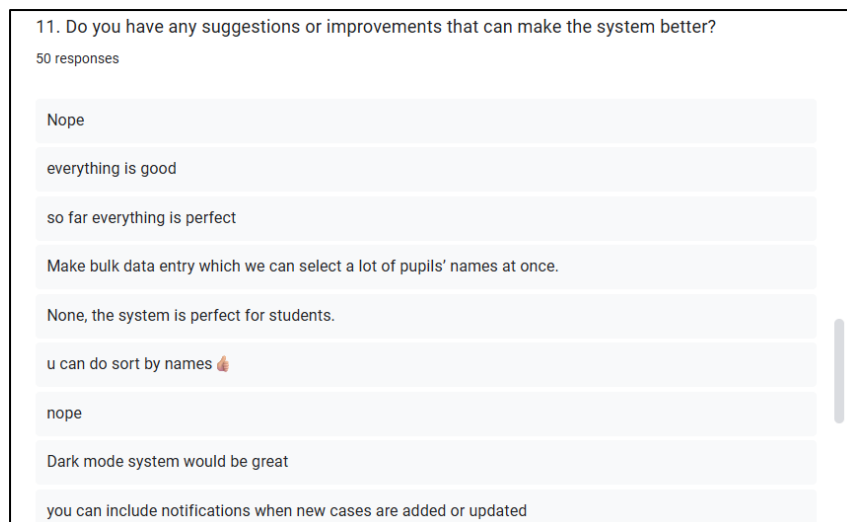 11. Do you have any suggestions or improvements that can make the system better?
50 responses
Nope
everything is good
so far everything is perfect
Make bulk data entry which we can select a lot of pupils’ names at once.
None, the system is perfect for students.
u can do sort by names 👍🏼
nope
Dark mode system would be great
you can include notifications when new cases are added or updated